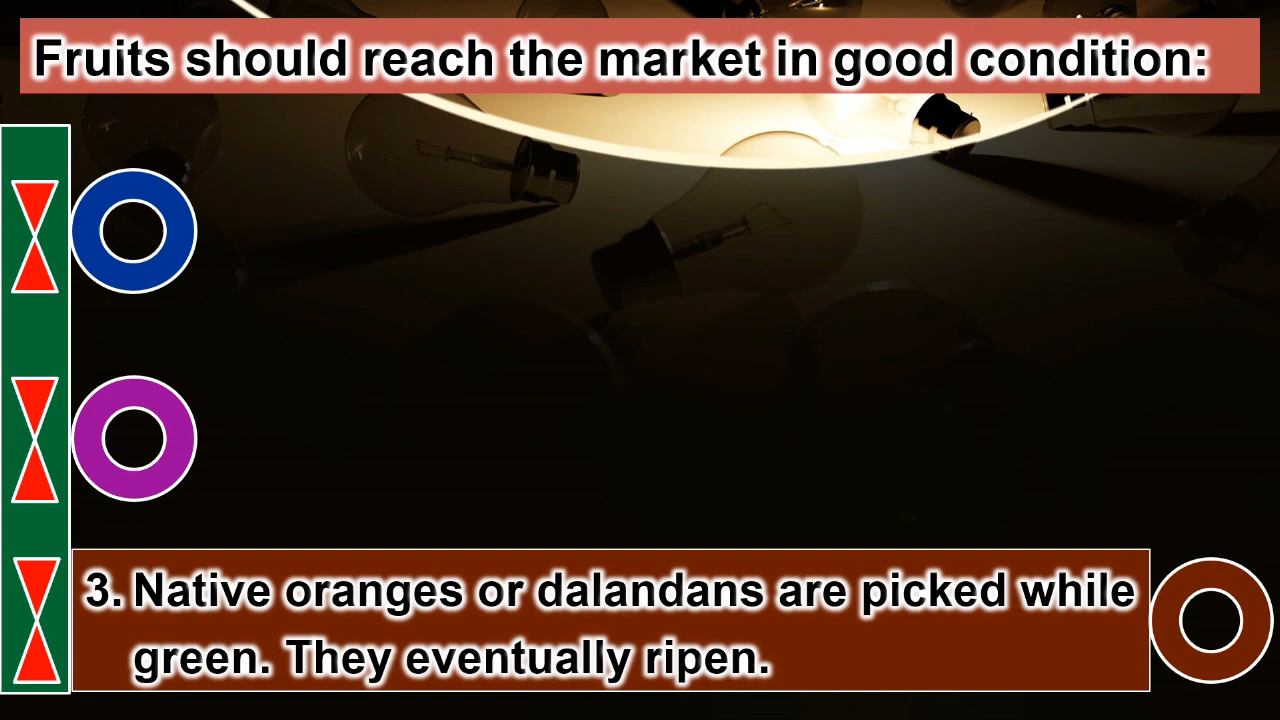 Fruits should reach the market in good condition:
3. Native oranges or dalandans are picked while
green. They eventually ripen.